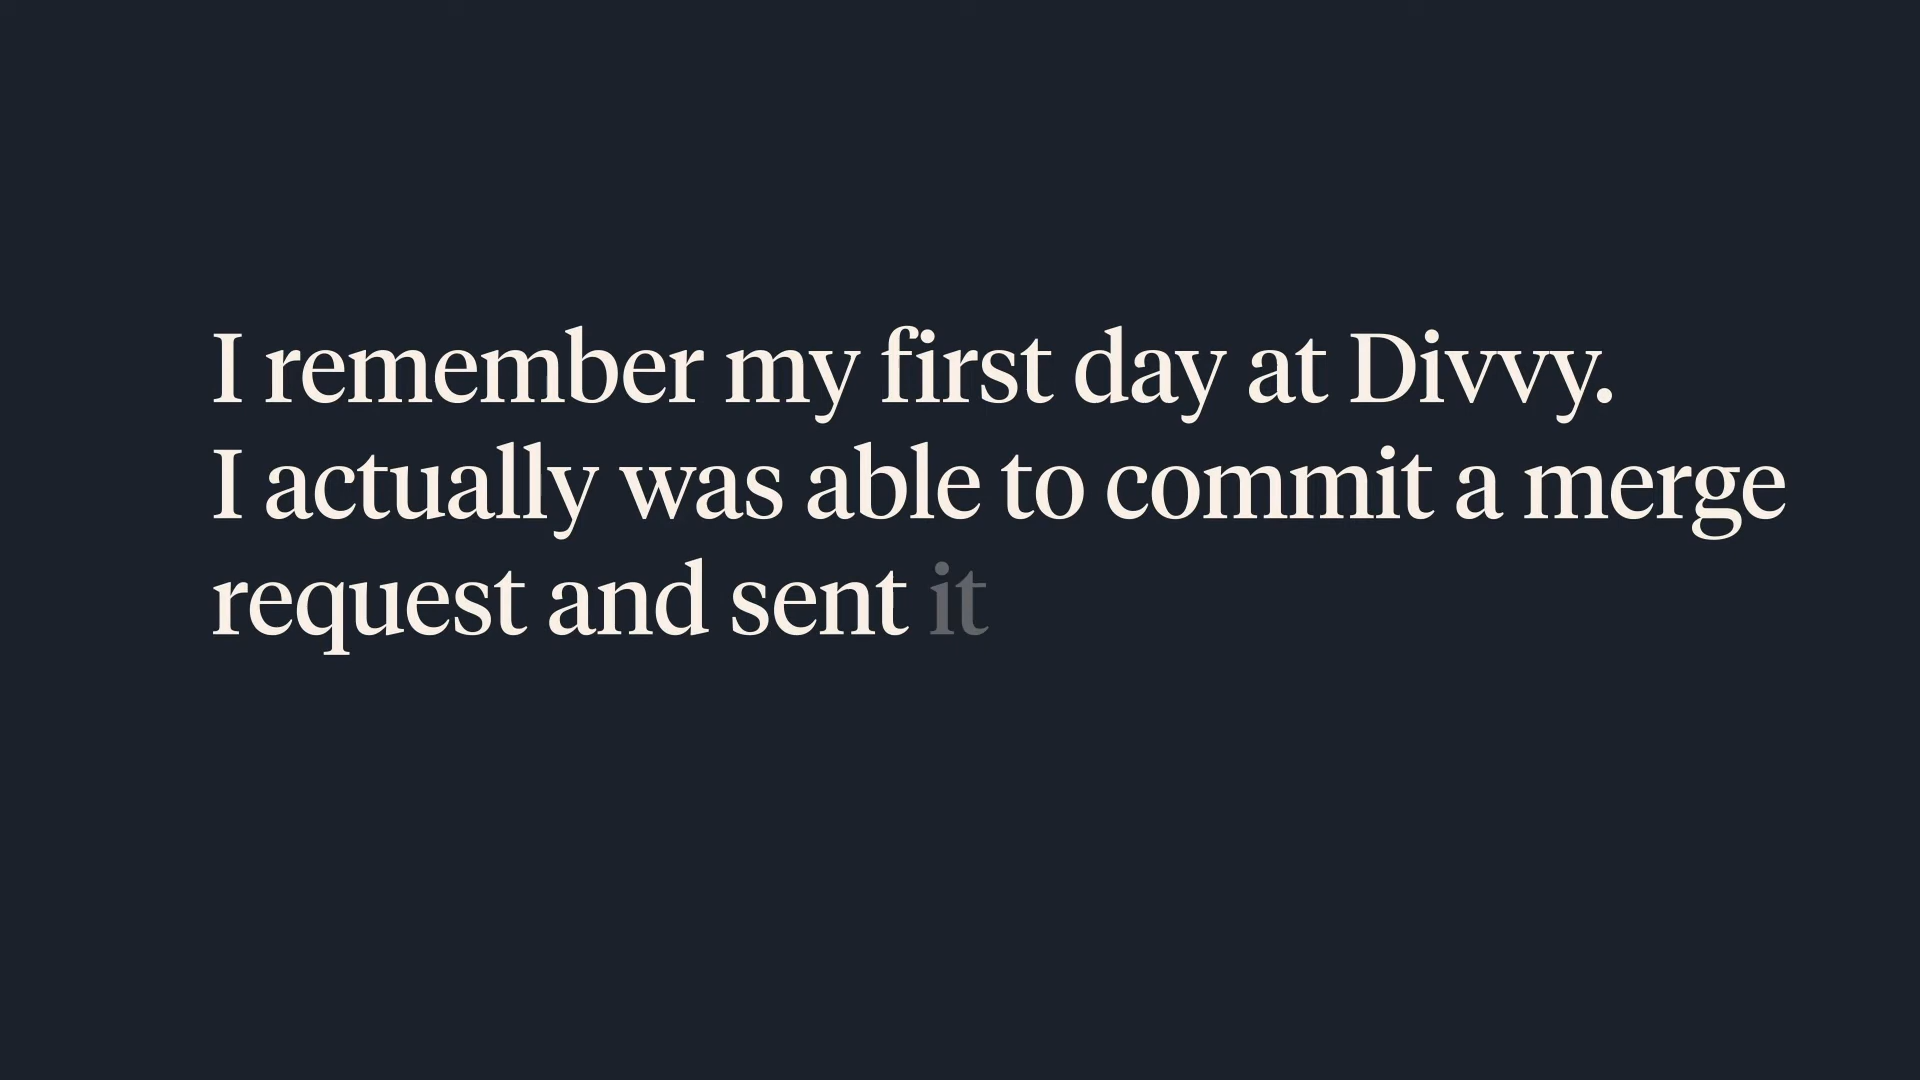 I remember my first day at Divvy.
I actually was able to commit a merge
request and sent it